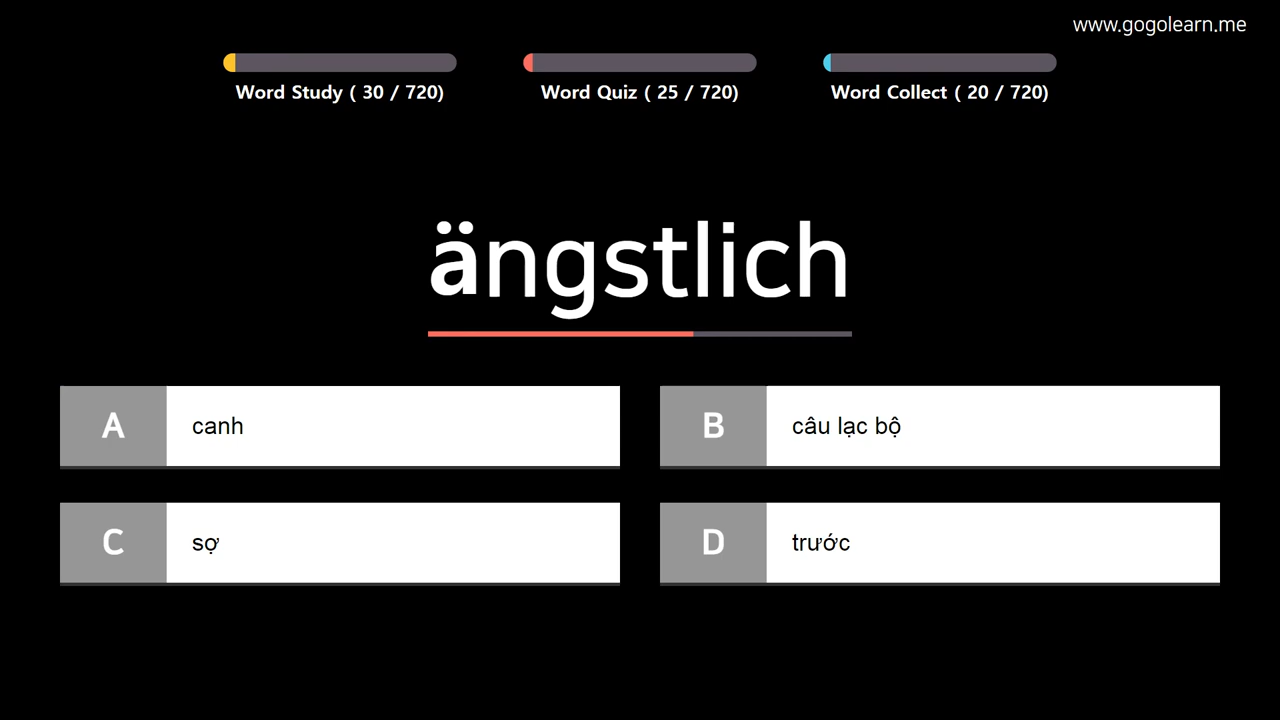 www.gogolearn.me
Word Study ( 30 / 720)
Word Quiz ( 25 / 720)
Word Collect ( 20 / 720)
ängstlich
A canh
B câu lạc bộ
C sợ
D trước